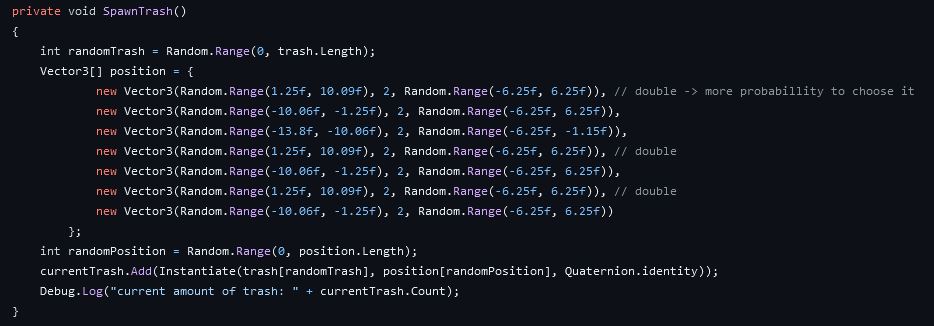 private void SpawnTrash()
{
    int randomTrash = Random.Range(0, trash.Length);
    Vector3[] position = {
            new Vector3(Random.Range(1.25f, 10.09f), 2, Random.Range(-6.25f, 6.25f)), // double -> more probabillity to choose it
            new Vector3(Random.Range(-10.06f, -1.25f), 2, Random.Range(-6.25f, 6.25f)),
            new Vector3(Random.Range(-13.8f, -10.06f), 2, Random.Range(-6.25f, -1.15f)),
            new Vector3(Random.Range(1.25f, 10.09f), 2, Random.Range(-6.25f, 6.25f)), // double
            new Vector3(Random.Range(-10.06f, -1.25f), 2, Random.Range(-6.25f, 6.25f)),
            new Vector3(Random.Range(1.25f, 10.09f), 2, Random.Range(-6.25f, 6.25f)), // double
            new Vector3(Random.Range(-10.06f, -1.25f), 2, Random.Range(-6.25f, 6.25f))
        };
    int randomPosition = Random.Range(0, position.Length);
    currentTrash.Add(Instantiate(trash[randomTrash], position[randomPosition], Quaternion.identity));
    Debug.Log("current amount of trash: " + currentTrash.Count);
}